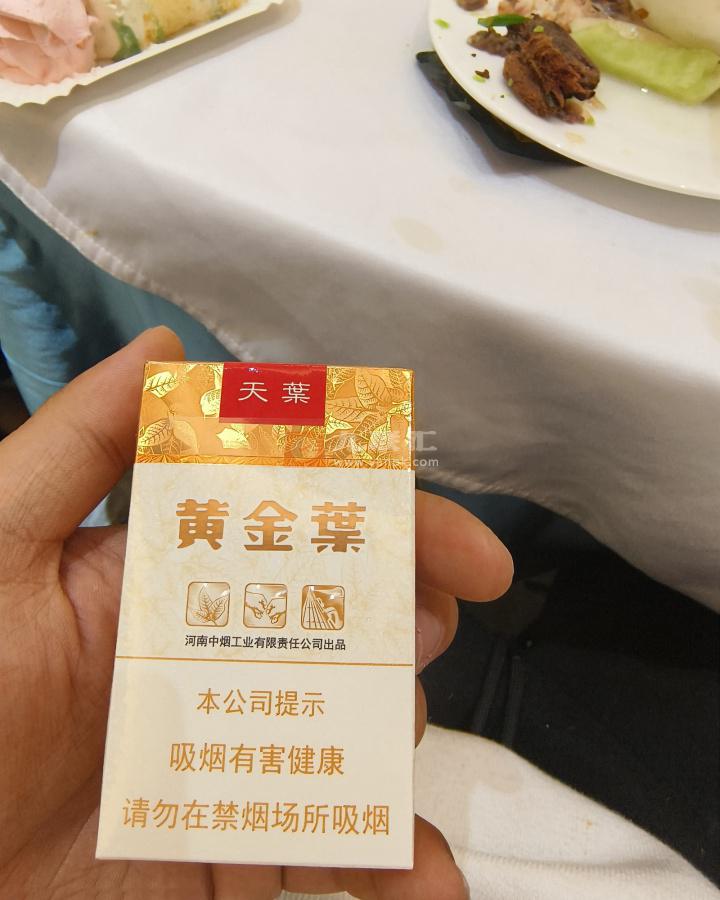 天葉
黄金葉
河南中烟工业有限责任公司出品
本公司提示
吸烟有害健康
请勿在禁烟场所吸烟